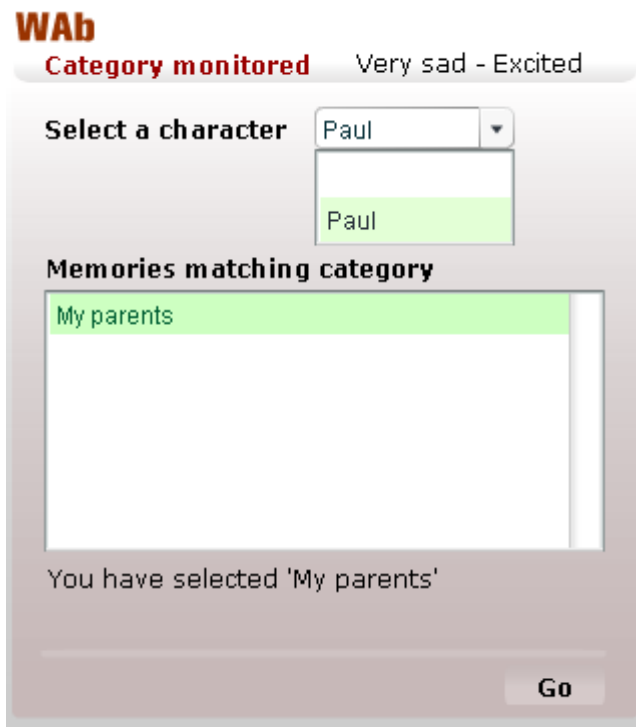 WAb
Category monitored Very sad - Excited
Select a character Paul
Paul
Memories matching category
My parents
You have selected 'My parents'
Go